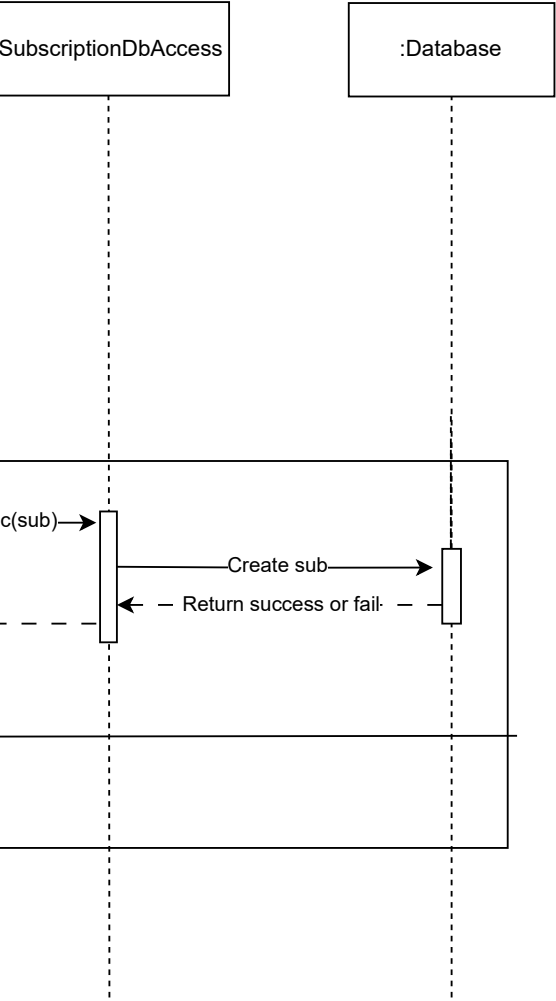 SubscriptionDbAccess
:Database
c(sub)
Create sub
Return success or fail